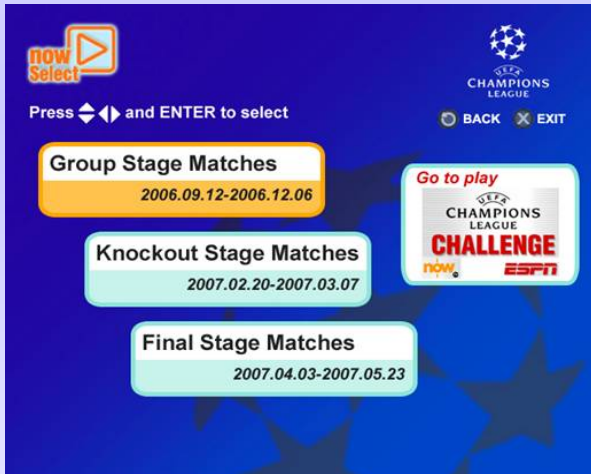 now
Select
UEFA
CHAMPIONS
LEAGUE
Press and ENTER to select
BACK EXIT
Group Stage Matches
2006.09.12-2006.12.06
Go to play
UEFA
CHAMPIONS
LEAGUE
CHALLENGE
now ESPN
Knockout Stage Matches
2007.02.20-2007.03.07
Final Stage Matches
2007.04.03-2007.05.23